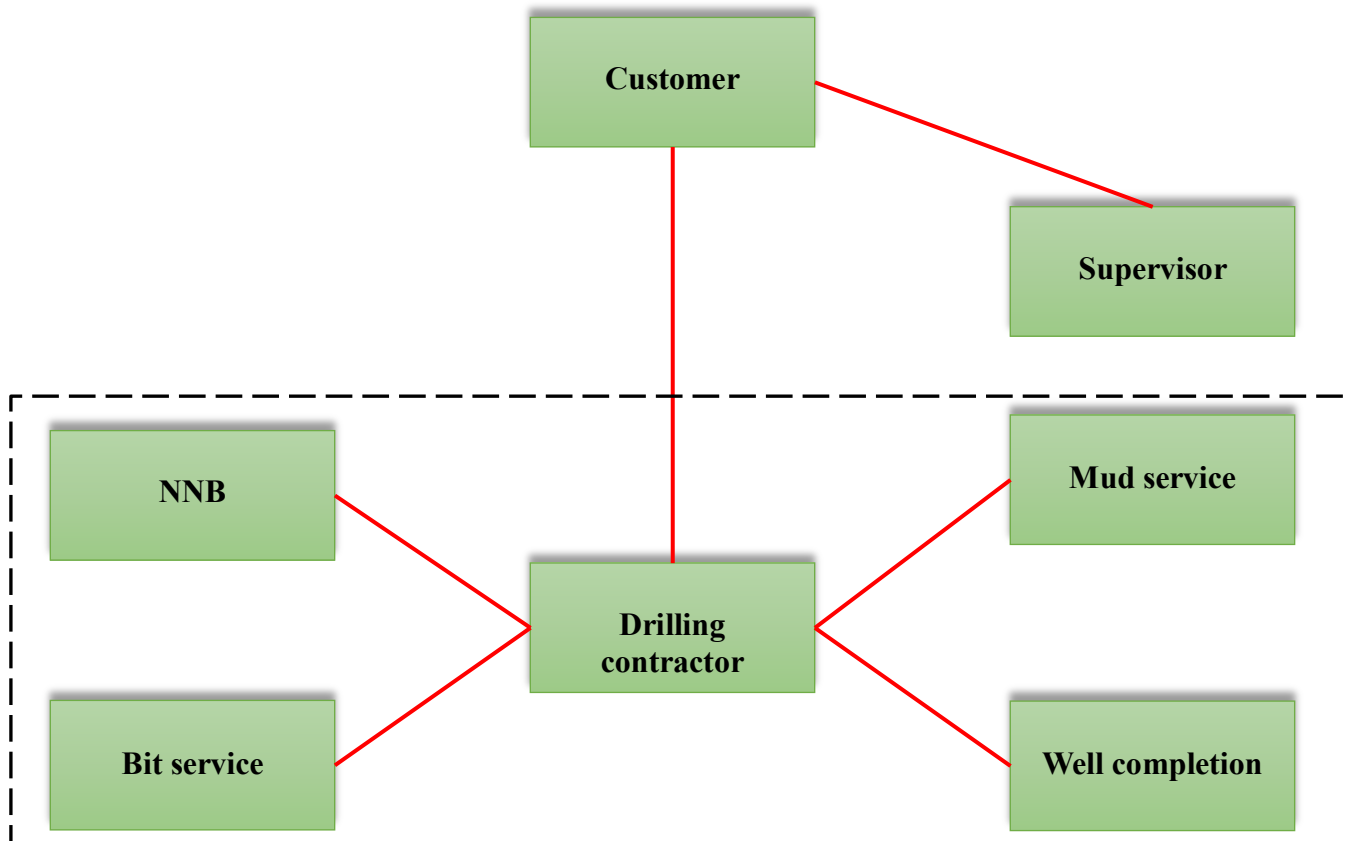 Customer
Supervisor
NNB
Mud service
Drilling
contractor
Bit service
Well completion